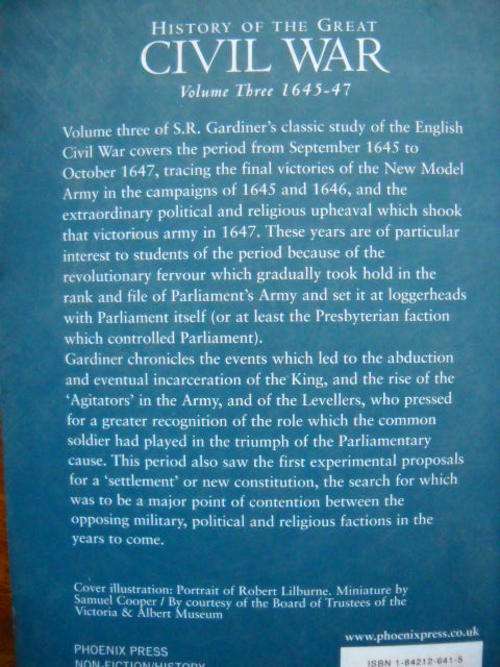 HISTORY OF THE GREAT
CIVIL WAR
Volume Three 1645-47
Volume three of S.R. Gardiner's classic study of the English
Civil War covers the period from September 1645 to
October 1647, tracing the final victories of the New Model
Army in the campaigns of 1645 and 1646, and the
extraordinary political and religious upheaval which shook
that victorious army in 1647. These years are of particular
interest to students of the period because of the
revolutionary fervour which gradually took hold in the
rank and file of Parliament's Army and set it at loggerheads
with Parliament itself (or at least the Presbyterian faction
which controlled Parliament).
Gardiner chronicles the events which led to the abduction
and eventual incarceration of the King, and the rise of the
'Agitators' in the Army, and of the Levellers, who pressed
for a greater recognition of the role which the common
soldier had played in the triumph of the Parliamentary
cause. This period also saw the first experimental proposals
for a 'settlement' or new constitution, the search for which
was to be a major point of contention between the
opposing military, political and religious factions in the
years to come.
Cover illustration: Portrait of Robert Lilburne. Miniature by
Samuel Cooper / By courtesy of the Board of Trustees of the
Victoria & Albert Museum
www.phoenixpress.co.uk
PHOENIX PRESS
NON-FICTION/HISTORY
ISBN 1-84212-641-5